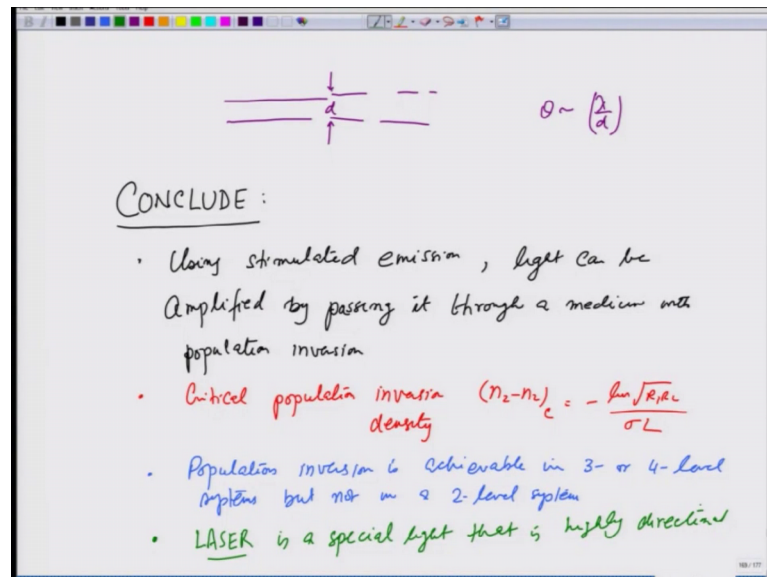 d
θ ~ (λ/d)
CONCLUDE :
· Using stimulated emission, light can be
amplified by passing it through a medium with
population inversion
· Critical population inversion (n₂-n₂)c = - ln √R₁R₂ / σL
density
· Population inversion is achievable in 3- or 4-level
systems but not in a 2-level system
· LASER is a special light that is highly directional